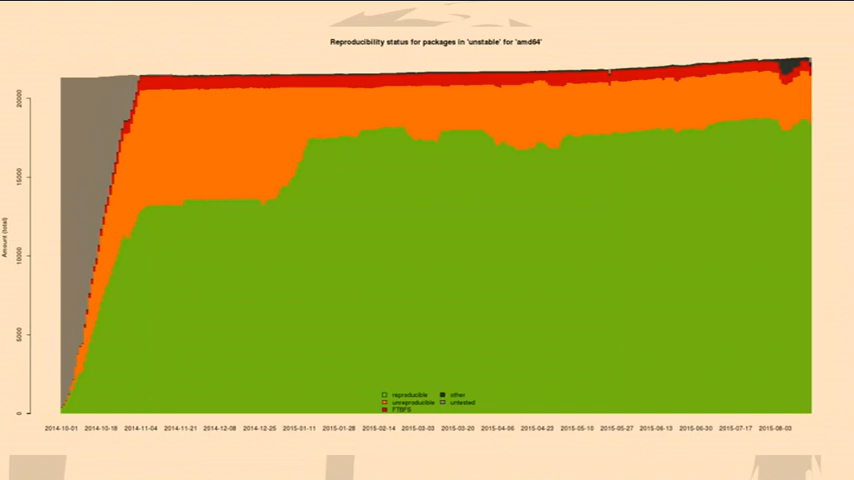 Reproducibility status for packages in 'unstable' for 'amd64'
20000
15000
10000
5000
0
Amount (total)
reproducible
unreproducible
FTBFS
other
untested
2014-10-01 2014-10-18 2014-11-04 2014-11-21 2014-12-08 2014-12-25 2015-01-11 2015-01-28 2015-02-14 2015-03-03 2015-03-20 2015-04-06 2015-04-23 2015-05-10 2015-05-27 2015-06-13 2015-06-30 2015-07-17 2015-08-03